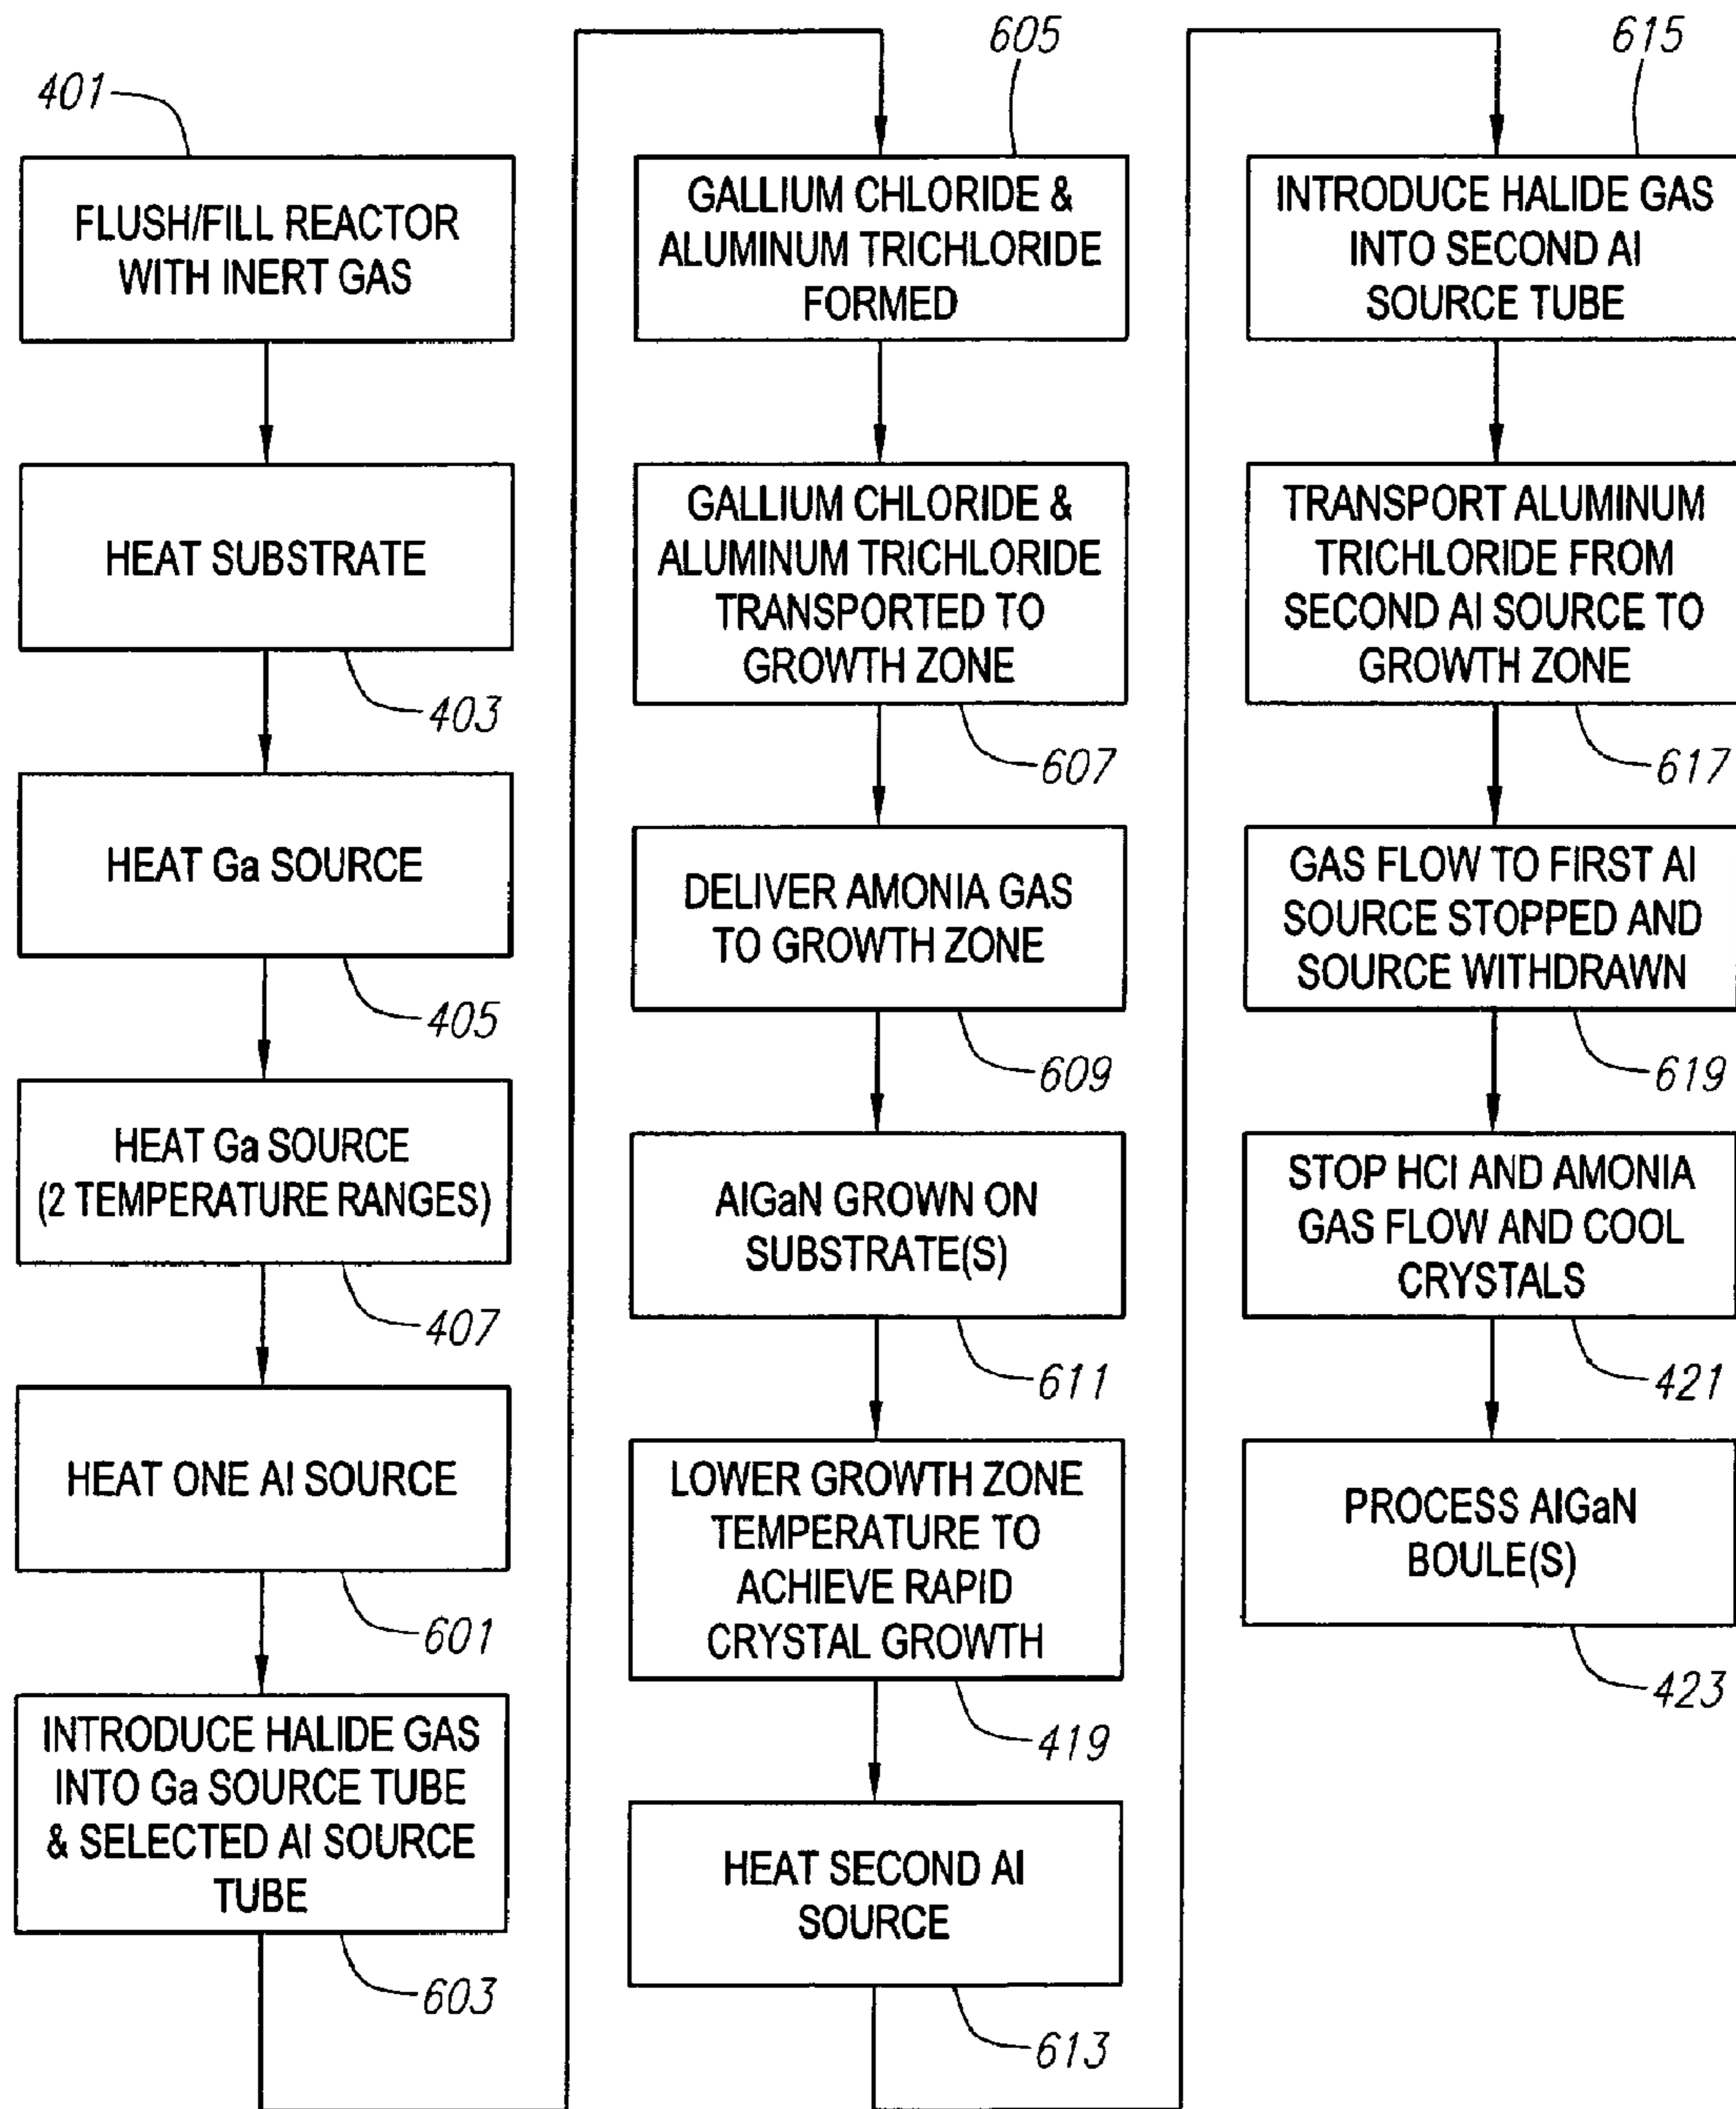 401
FLUSH/FILL REACTOR
WITH INERT GAS
HEAT SUBSTRATE
403
HEAT Ga SOURCE
405
HEAT Ga SOURCE
(2 TEMPERATURE RANGES)
407
HEAT ONE Al SOURCE
601
INTRODUCE HALIDE GAS
INTO Ga SOURCE TUBE
& SELECTED Al SOURCE
TUBE
603
605
GALLIUM CHLORIDE &
ALUMINUM TRICHLORIDE
FORMED
GALLIUM CHLORIDE &
ALUMINUM TRICHLORIDE
TRANSPORTED TO
GROWTH ZONE
607
DELIVER AMONIA GAS
TO GROWTH ZONE
609
AlGaN GROWN ON
SUBSTRATE(S)
611
LOWER GROWTH ZONE
TEMPERATURE TO
ACHIEVE RAPID
CRYSTAL GROWTH
419
HEAT SECOND Al
SOURCE
613
615
INTRODUCE HALIDE GAS
INTO SECOND Al
SOURCE TUBE
TRANSPORT ALUMINUM
TRICHLORIDE FROM
SECOND Al SOURCE TO
GROWTH ZONE
617
GAS FLOW TO FIRST Al
SOURCE STOPPED AND
SOURCE WITHDRAWN
619
STOP HCl AND AMONIA
GAS FLOW AND COOL
CRYSTALS
421
PROCESS AlGaN
BOULE(S)
423